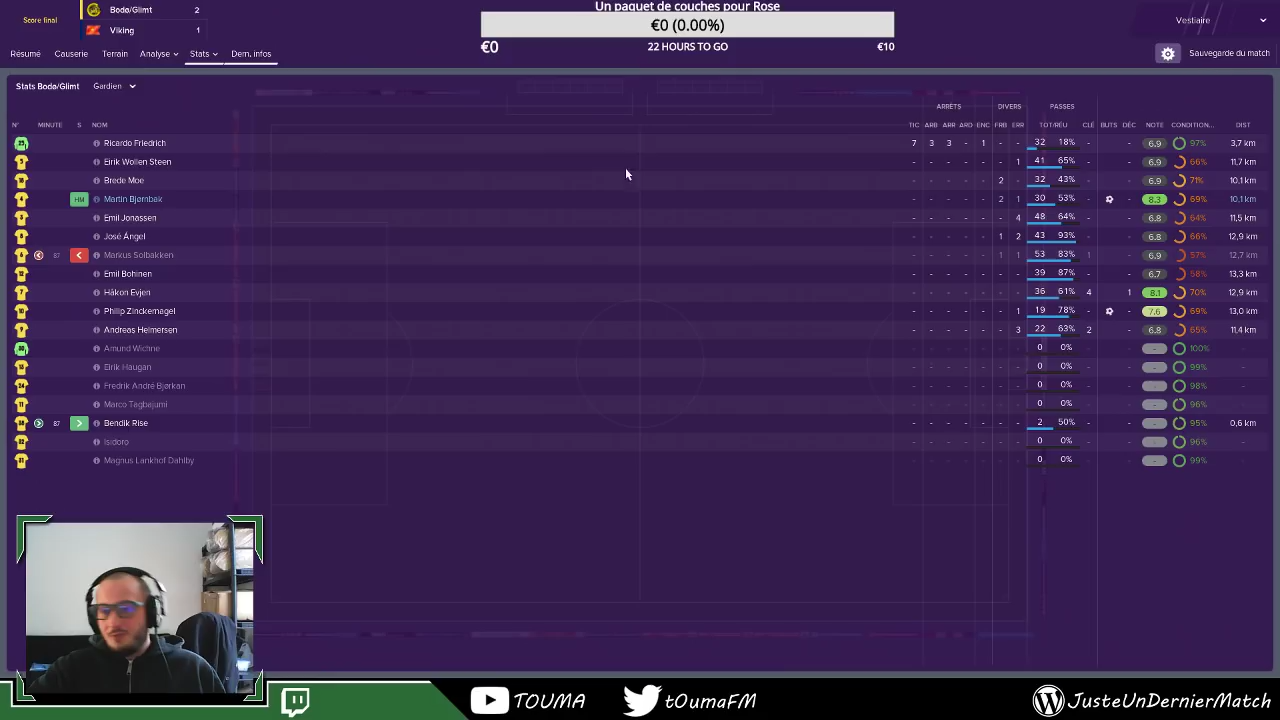 Un paquet de couches pour Rose
€0 (0.00%)
€0 22 HOURS TO GO €10
Score final
Bodø/Glimt 2
Viking 1
Vestiaire
Résumé Causerie Terrain Analyse Stats Dern. infos
Sauvegarde du match
Stats Bodø/Glimt Gardien
ARRÊTS DIVERS PASSES
N° MINUTE S NOM TIC ARB ARR ARD ENC FRB ERR TOT/RÉU CLÉ BUTS DÉC NOTE CONDITION... DIST
Ricardo Friedrich 7 3 3 - 1 - - 32 18% - - - 6.9 97% 3,7 km
Eirik Wollen Steen - - - - - - 1 41 65% - - - 6.9 66% 11,7 km
Brede Moe - - - - - 2 - 32 43% - - - 6.9 71% 10,1 km
HM Martin Bjørnbak - - - - - 2 1 30 53% - - 8.3 69% 10,1 km
Emil Jonassen - - - - - - 4 48 64% - - - 6.8 64% 11,5 km
José Ángel - - - - - 1 2 43 93% - - - 6.8 66% 12,9 km
87 Markus Solbakken - - - - - 1 1 53 83% 1 - - 6.9 57% 12,7 km
Emil Bohinen - - - - - - - 39 87% - - - 6.7 58% 13,3 km
Håkon Evjen - - - - - - - 36 61% 4 1 8.1 70% 12,9 km
Philip Zinckernagel - - - - - - 1 19 78% - - 7.6 69% 13,0 km
Andreas Helmersen - - - - - - 3 22 63% 2 - - 6.8 65% 11,4 km
Amund Wichne - - - - - - - 0 0% - - - - 100% -
Eirik Haugan - - - - - - - 0 0% - - - - 99% -
Fredrik André Bjørkan - - - - - - - 0 0% - - - - 98% -
Marco Tagbajumi - - - - - - - 0 0% - - - - 96% -
87 Bendik Rise - - - - - - - 2 50% - - - - 95% 0,6 km
Isidoro - - - - - - - 0 0% - - - - 96% -
Magnus Lankhof Dahlby - - - - - - - 0 0% - - - - 99% -
TOUMA
tOumaFM
JusteUnDernierMatch